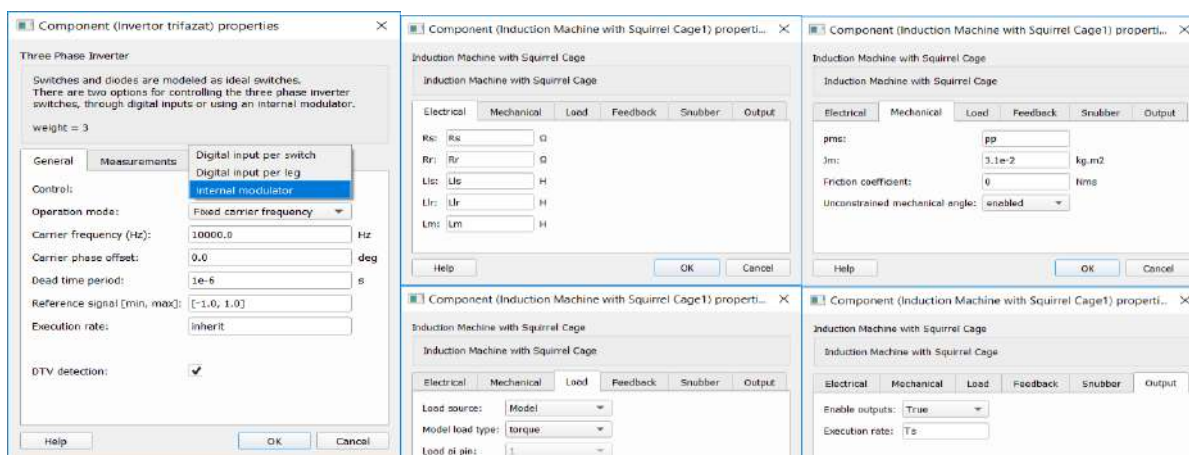 Component (Invertor trifazat) properties
Three Phase Inverter
Switches and diodes are modeled as ideal switches.
There are two options for controlling the three phase inverter
switches, through digital inputs or using an internal modulator.
weight = 3
General Measurements
Digital input per switch
Digital input per leg
Control: Internal modulator
Operation mode: Fixed carrier frequency
Carrier frequency (Hz): 10000.0 Hz
Carrier phase offset: 0.0 deg
Dead time period: 1e-6 s
Reference signal [min, max]: [-1.0, 1.0]
Execution rate: inherit
DTV detection:
Help OK Cancel
Component (Induction Machine with Squirrel Cage1) properti...
Induction Machine with Squirrel Cage
Induction Machine with Squirrel Cage
Electrical Mechanical Load Feedback Snubber Output
Rs: Rs Ω
Rr: Rr Ω
Lls: Lls H
Llr: Llr H
Lm: Lm H
Help OK Cancel
Component (Induction Machine with Squirrel Cage1) properti...
Induction Machine with Squirrel Cage
Induction Machine with Squirrel Cage
Electrical Mechanical Load Feedback Snubber Output
pms: pp
Jm: 3.1e-2 kg.m2
Friction coefficient: 0 Nms
Unconstrained mechanical angle: enabled
Help OK Cancel
Component (Induction Machine with Squirrel Cage1) properti...
Induction Machine with Squirrel Cage
Induction Machine with Squirrel Cage
Electrical Mechanical Load Feedback Snubber Output
Load source: Model
Model load type: torque
Load ai pin: 1
Component (Induction Machine with Squirrel Cage1) properti...
Induction Machine with Squirrel Cage
Induction Machine with Squirrel Cage
Electrical Mechanical Load Feedback Snubber Output
Enable outputs: True
Execution rate: Ts